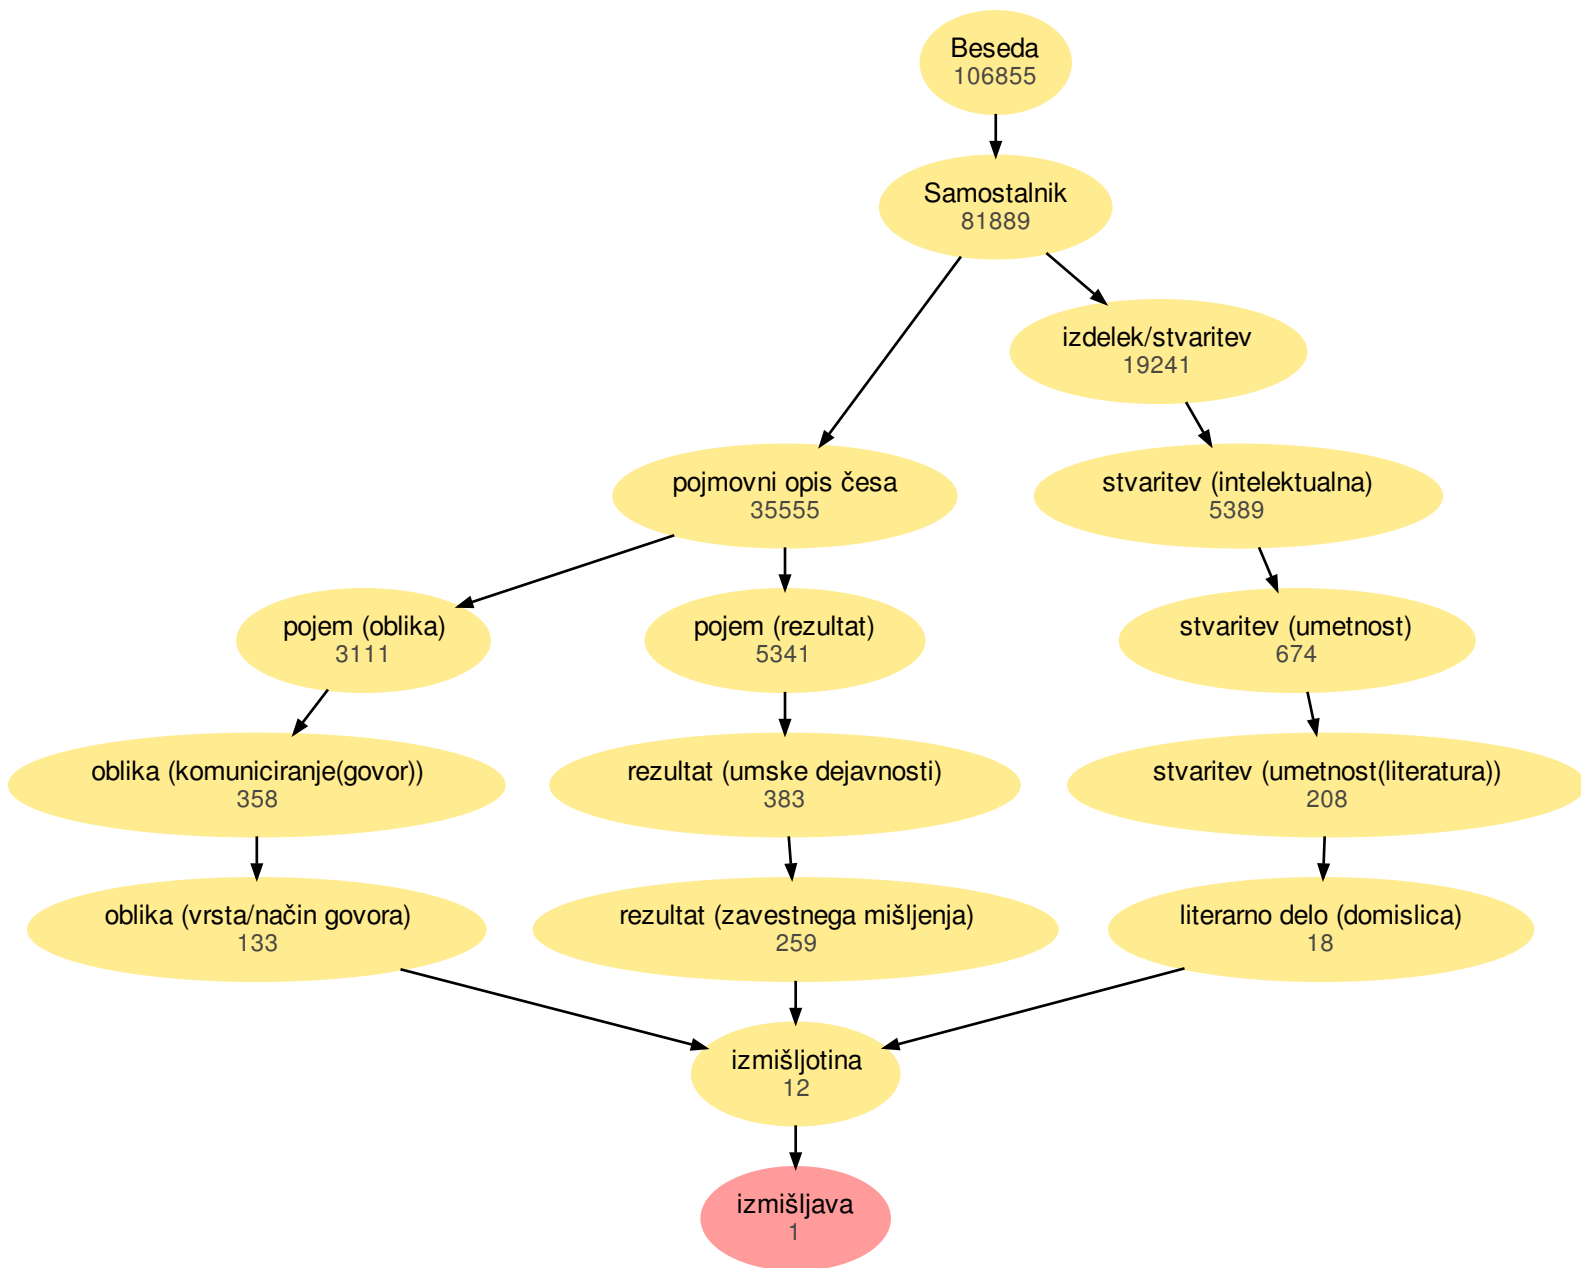 Beseda
106855
Samostalnik
81889
izdelek/stvaritev
19241
pojmovni opis česa
35555
stvaritev (intelektualna)
5389
pojem (oblika)
3111
pojem (rezultat)
5341
stvaritev (umetnost)
674
oblika (komuniciranje(govor))
358
rezultat (umske dejavnosti)
383
stvaritev (umetnost(literatura))
208
oblika (vrsta/način govora)
133
rezultat (zavestnega mišljenja)
259
literarno delo (domislica)
18
izmišljotina
12
izmišljava
1